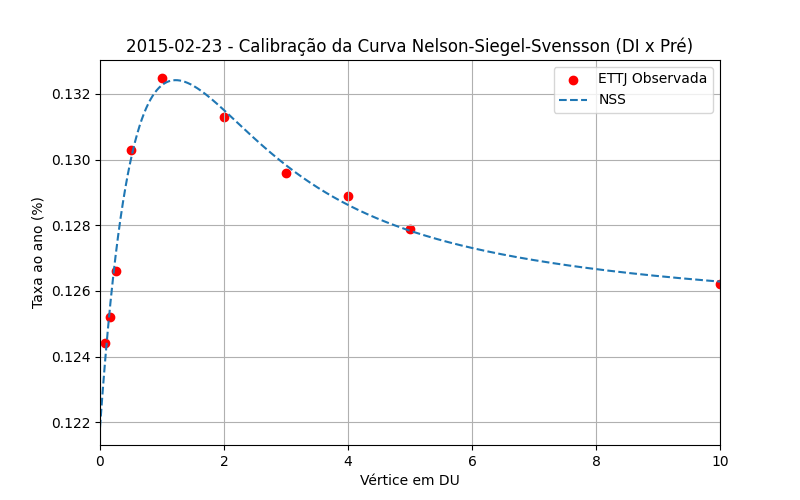 2015-02-23 - Calibração da Curva Nelson-Siegel-Svensson (DI x Pré)
ETTJ Observada
NSS
Taxa ao ano (%)
0.132
0.130
0.128
0.126
0.124
0.122
0
2
4
6
8
10
Vértice em DU